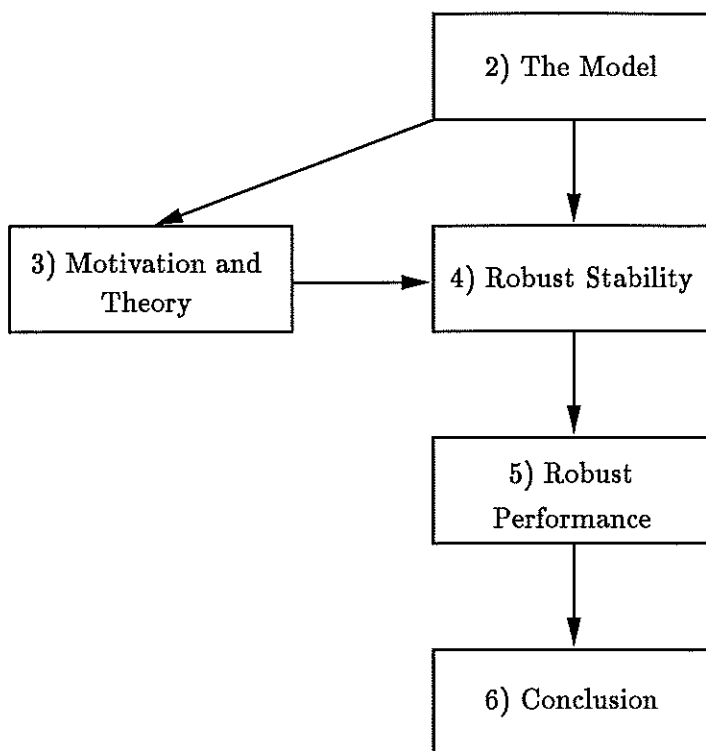 2) The Model
3) Motivation and
Theory
4) Robust Stability
5) Robust
Performance
6) Conclusion